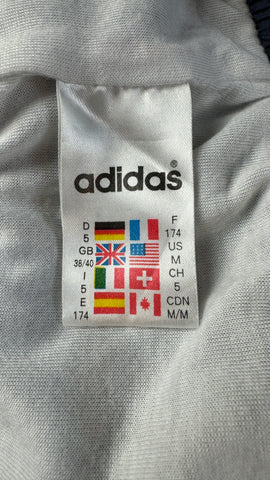 adidas®
D F
5 174
GB US
38/40 M
I CH
5 5
E CDN
174 M/M